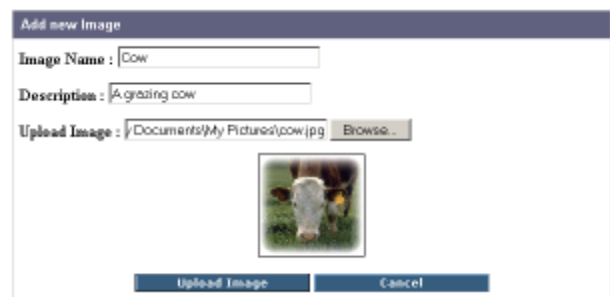 Add new Image
Image Name : Cow
Description : A grazing cow
Upload Image : y Documents\My Pictures\cow.jpg Browse...
Upload Image Cancel